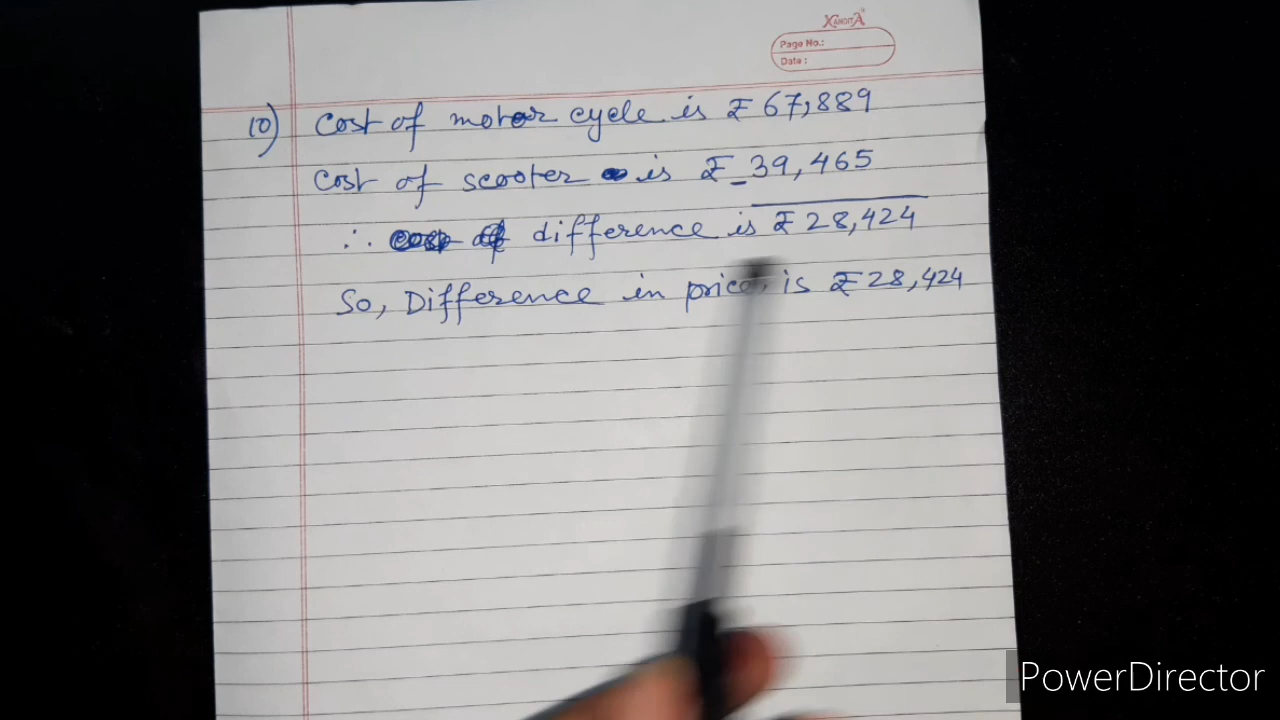 XANDITA
Page No.:
Date :
10) Cost of motor cycle is ₹ 67,889
Cost of scooter is ₹ - 39,465
∴ difference is ₹ 28,424
So, Difference in price, is ₹ 28,424
PowerDirector